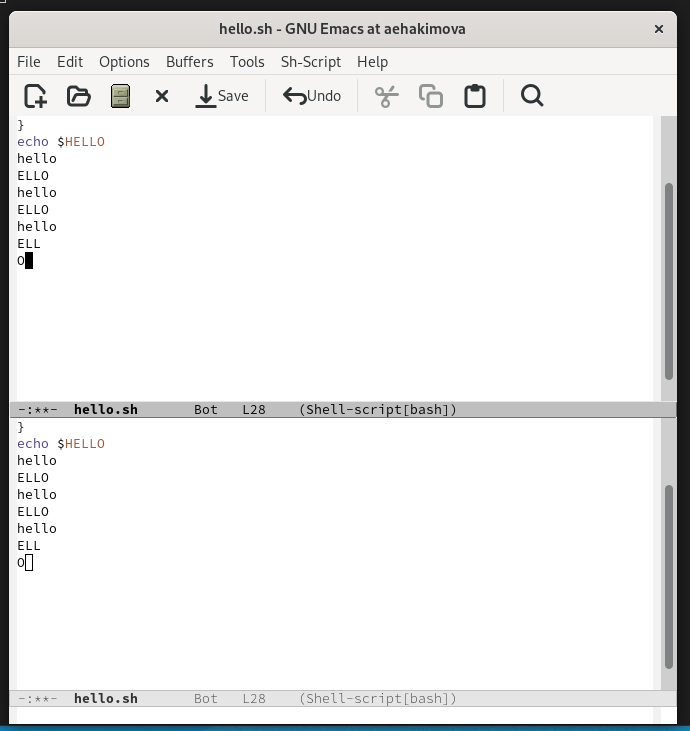 hello.sh - GNU Emacs at aehakimova
File Edit Options Buffers Tools Sh-Script Help
Save Undo
}
echo $HELLO
hello
ELLO
hello
ELLO
hello
ELL
O
-:**- hello.sh Bot L28 (Shell-script[bash])
}
echo $HELLO
hello
ELLO
hello
ELLO
hello
ELL
O
-:**- hello.sh Bot L28 (Shell-script[bash])